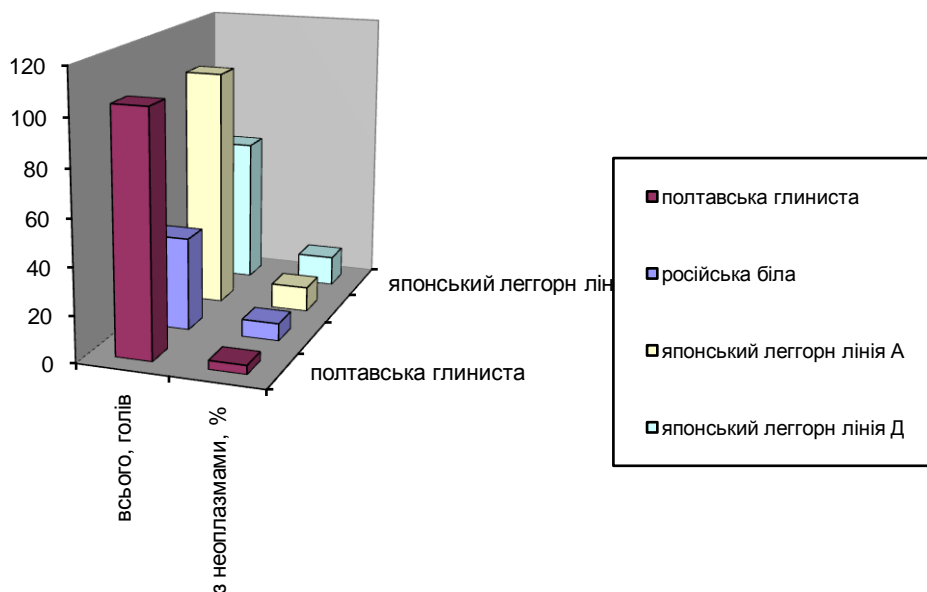 120
100
80
60
40
20
0
всього, голів
з неоплазмами, %
полтавська глиниста
японський леггорн лін
полтавська глиниста
російська біла
японський леггорн лінія А
японський леггорн лінія Д